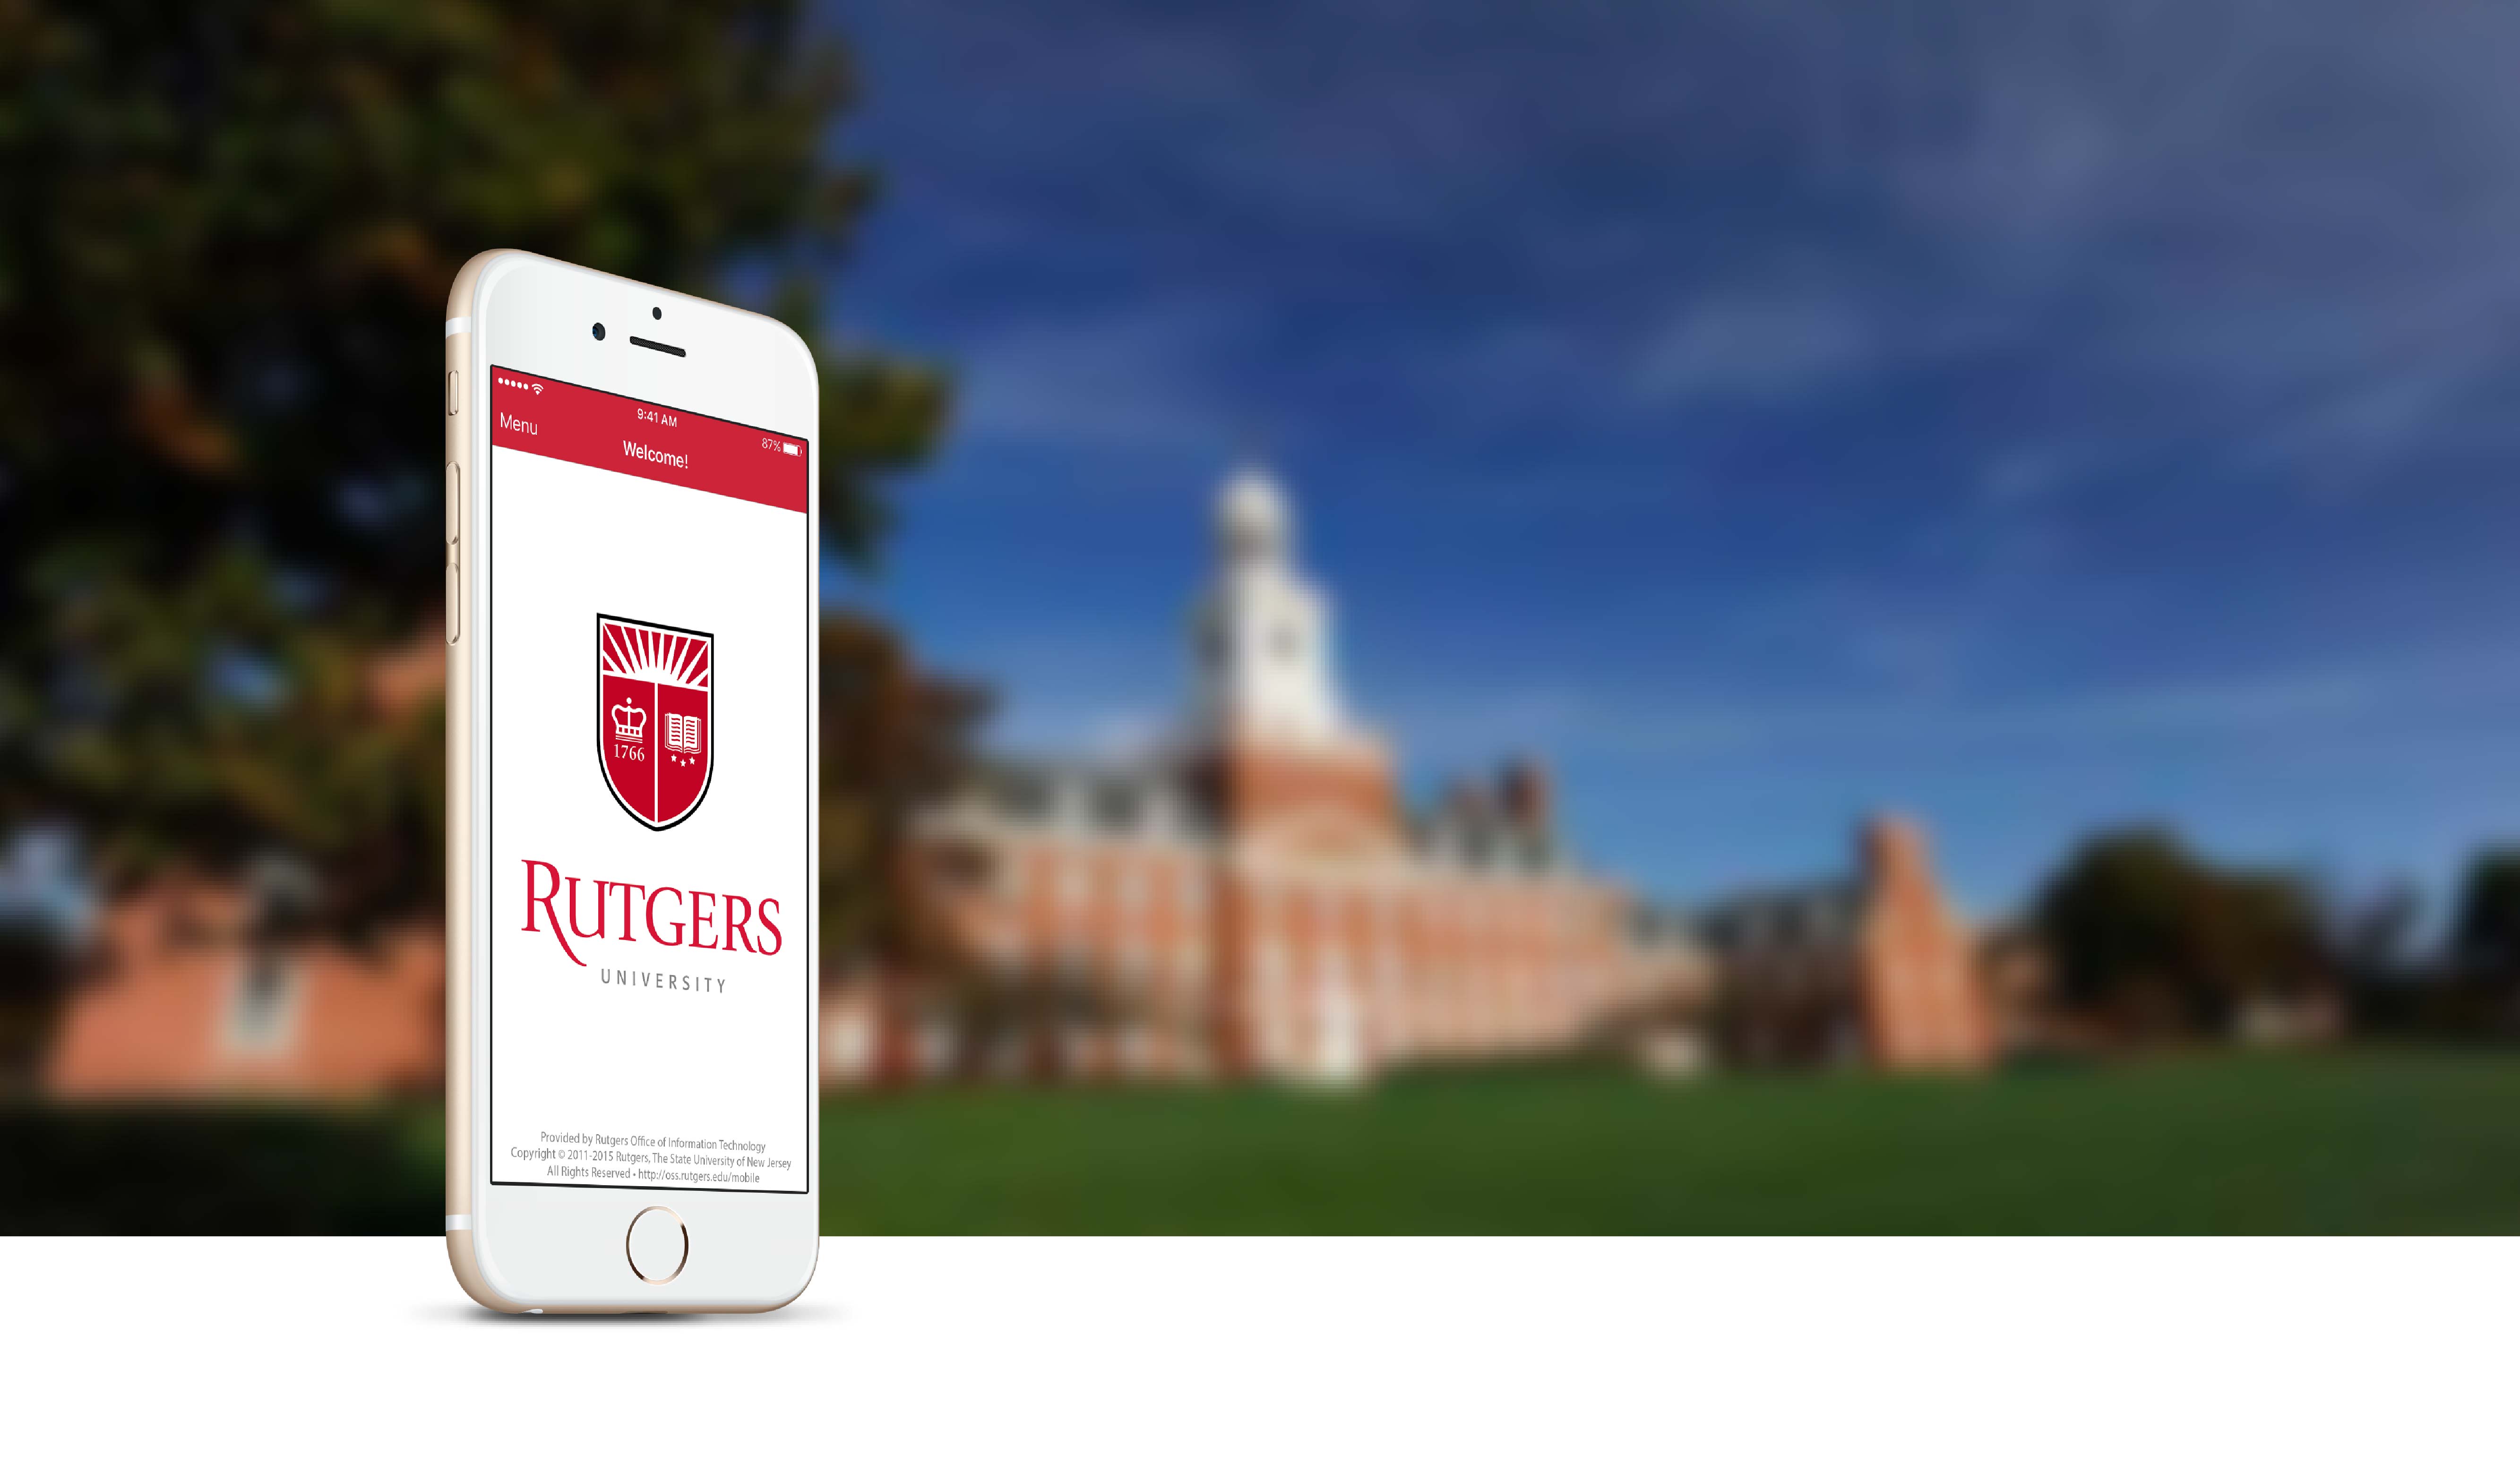 9:41 AM
87%
Menu
Welcome!
1766
RUTGERS
UNIVERSITY
Provided by Rutgers Office of Information Technology
Copyright © 2011-2015 Rutgers, The State University of New Jersey
All Rights Reserved • http://oss.rutgers.edu/mobile